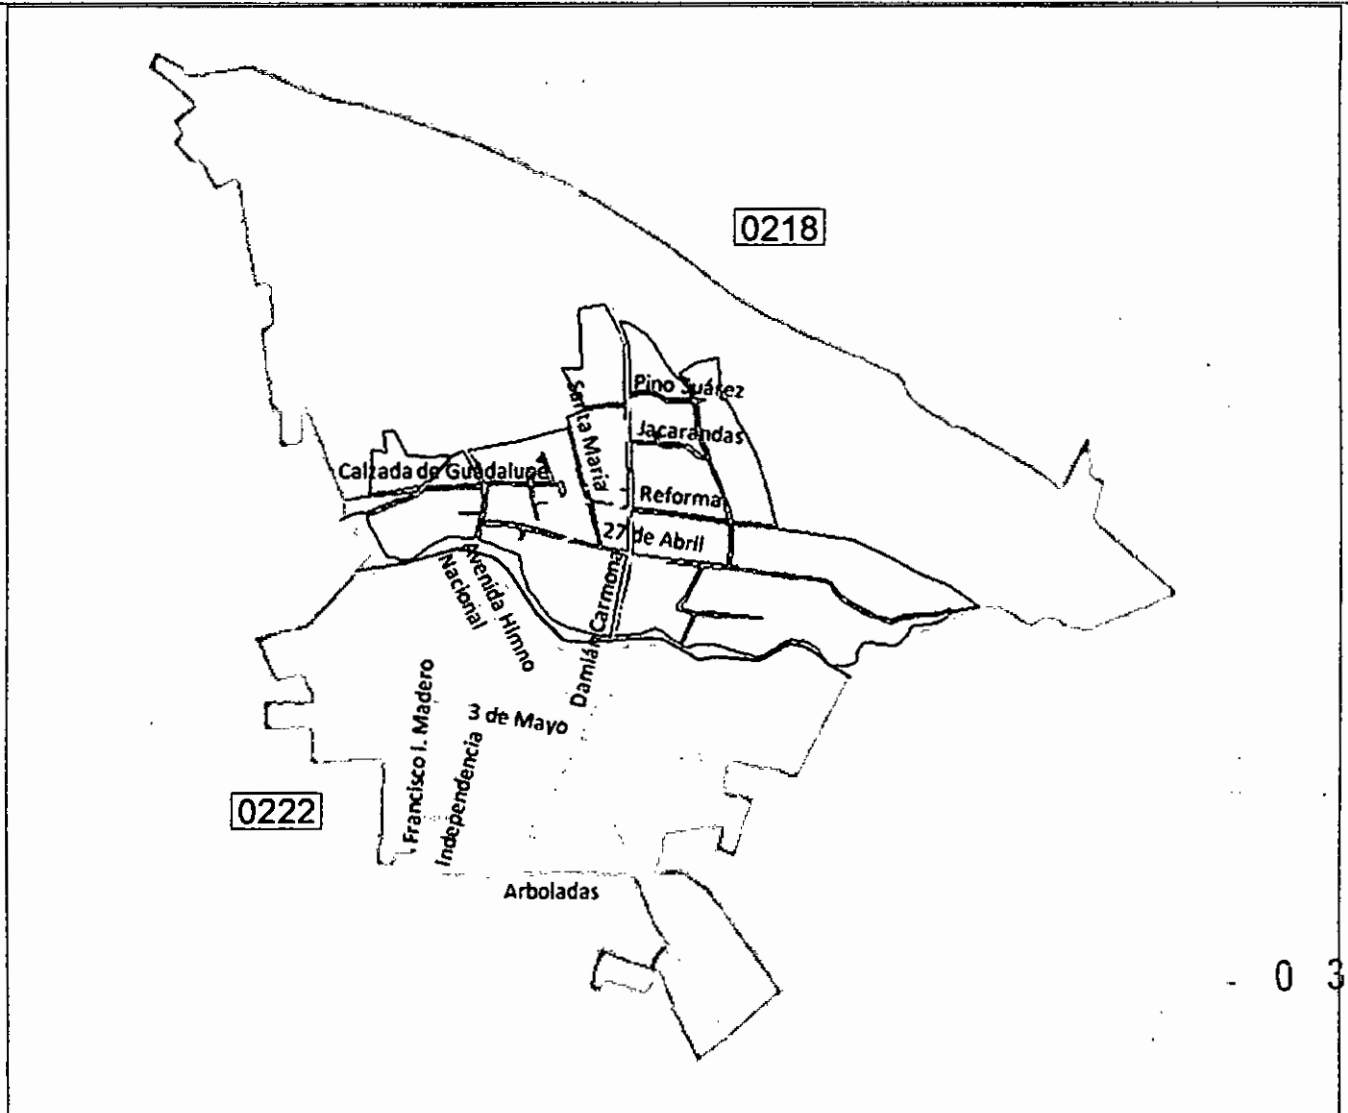 0218
Pino Suárez
Santa Maria
Jacarandas
Calzada de Guadalupe
Reforma
27 de Abril
Avenida Himno
Nacional
Damián Carmona
Francisco I. Madero
3 de Mayo
Independencia
0222
Arboladas
- 0 3